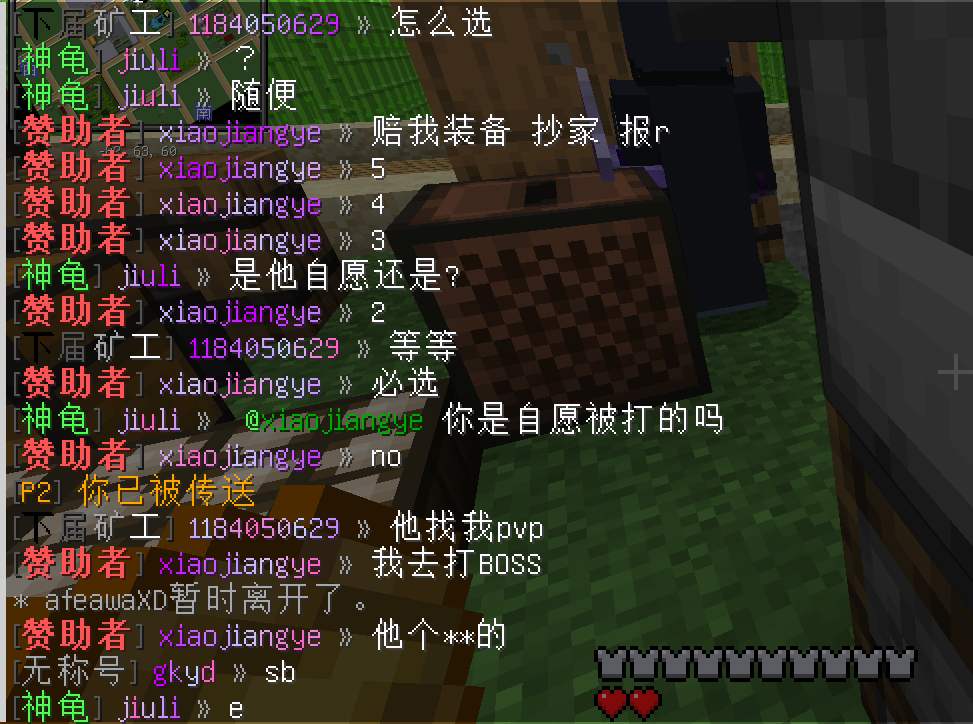 [下届矿工] 1184050629 » 怎么选
[神龟] jiuli » ?
[神龟] jiuli » 随便
[赞助者] xiaojiangye » 赔我装备 抄家 报r
[赞助者] xiaojiangye » 5
[赞助者] xiaojiangye » 4
[赞助者] xiaojiangye » 3
[神龟] jiuli » 是他自愿还是?
[赞助者] xiaojiangye » 2
[下届矿工] 1184050629 » 等等
[赞助者] xiaojiangye » 必选
[神龟] jiuli » @xiaojiangye 你是自愿被打的吗
[赞助者] xiaojiangye » no
[P2] 你已被传送
[下届矿工] 1184050629 » 他找我pvp
[赞助者] xiaojiangye » 我去打BOSS
* afeawaXD暂时离开了。
[赞助者] xiaojiangye » 他个**的
[无称号] gkyd » sb
[神龟] jiuli » e